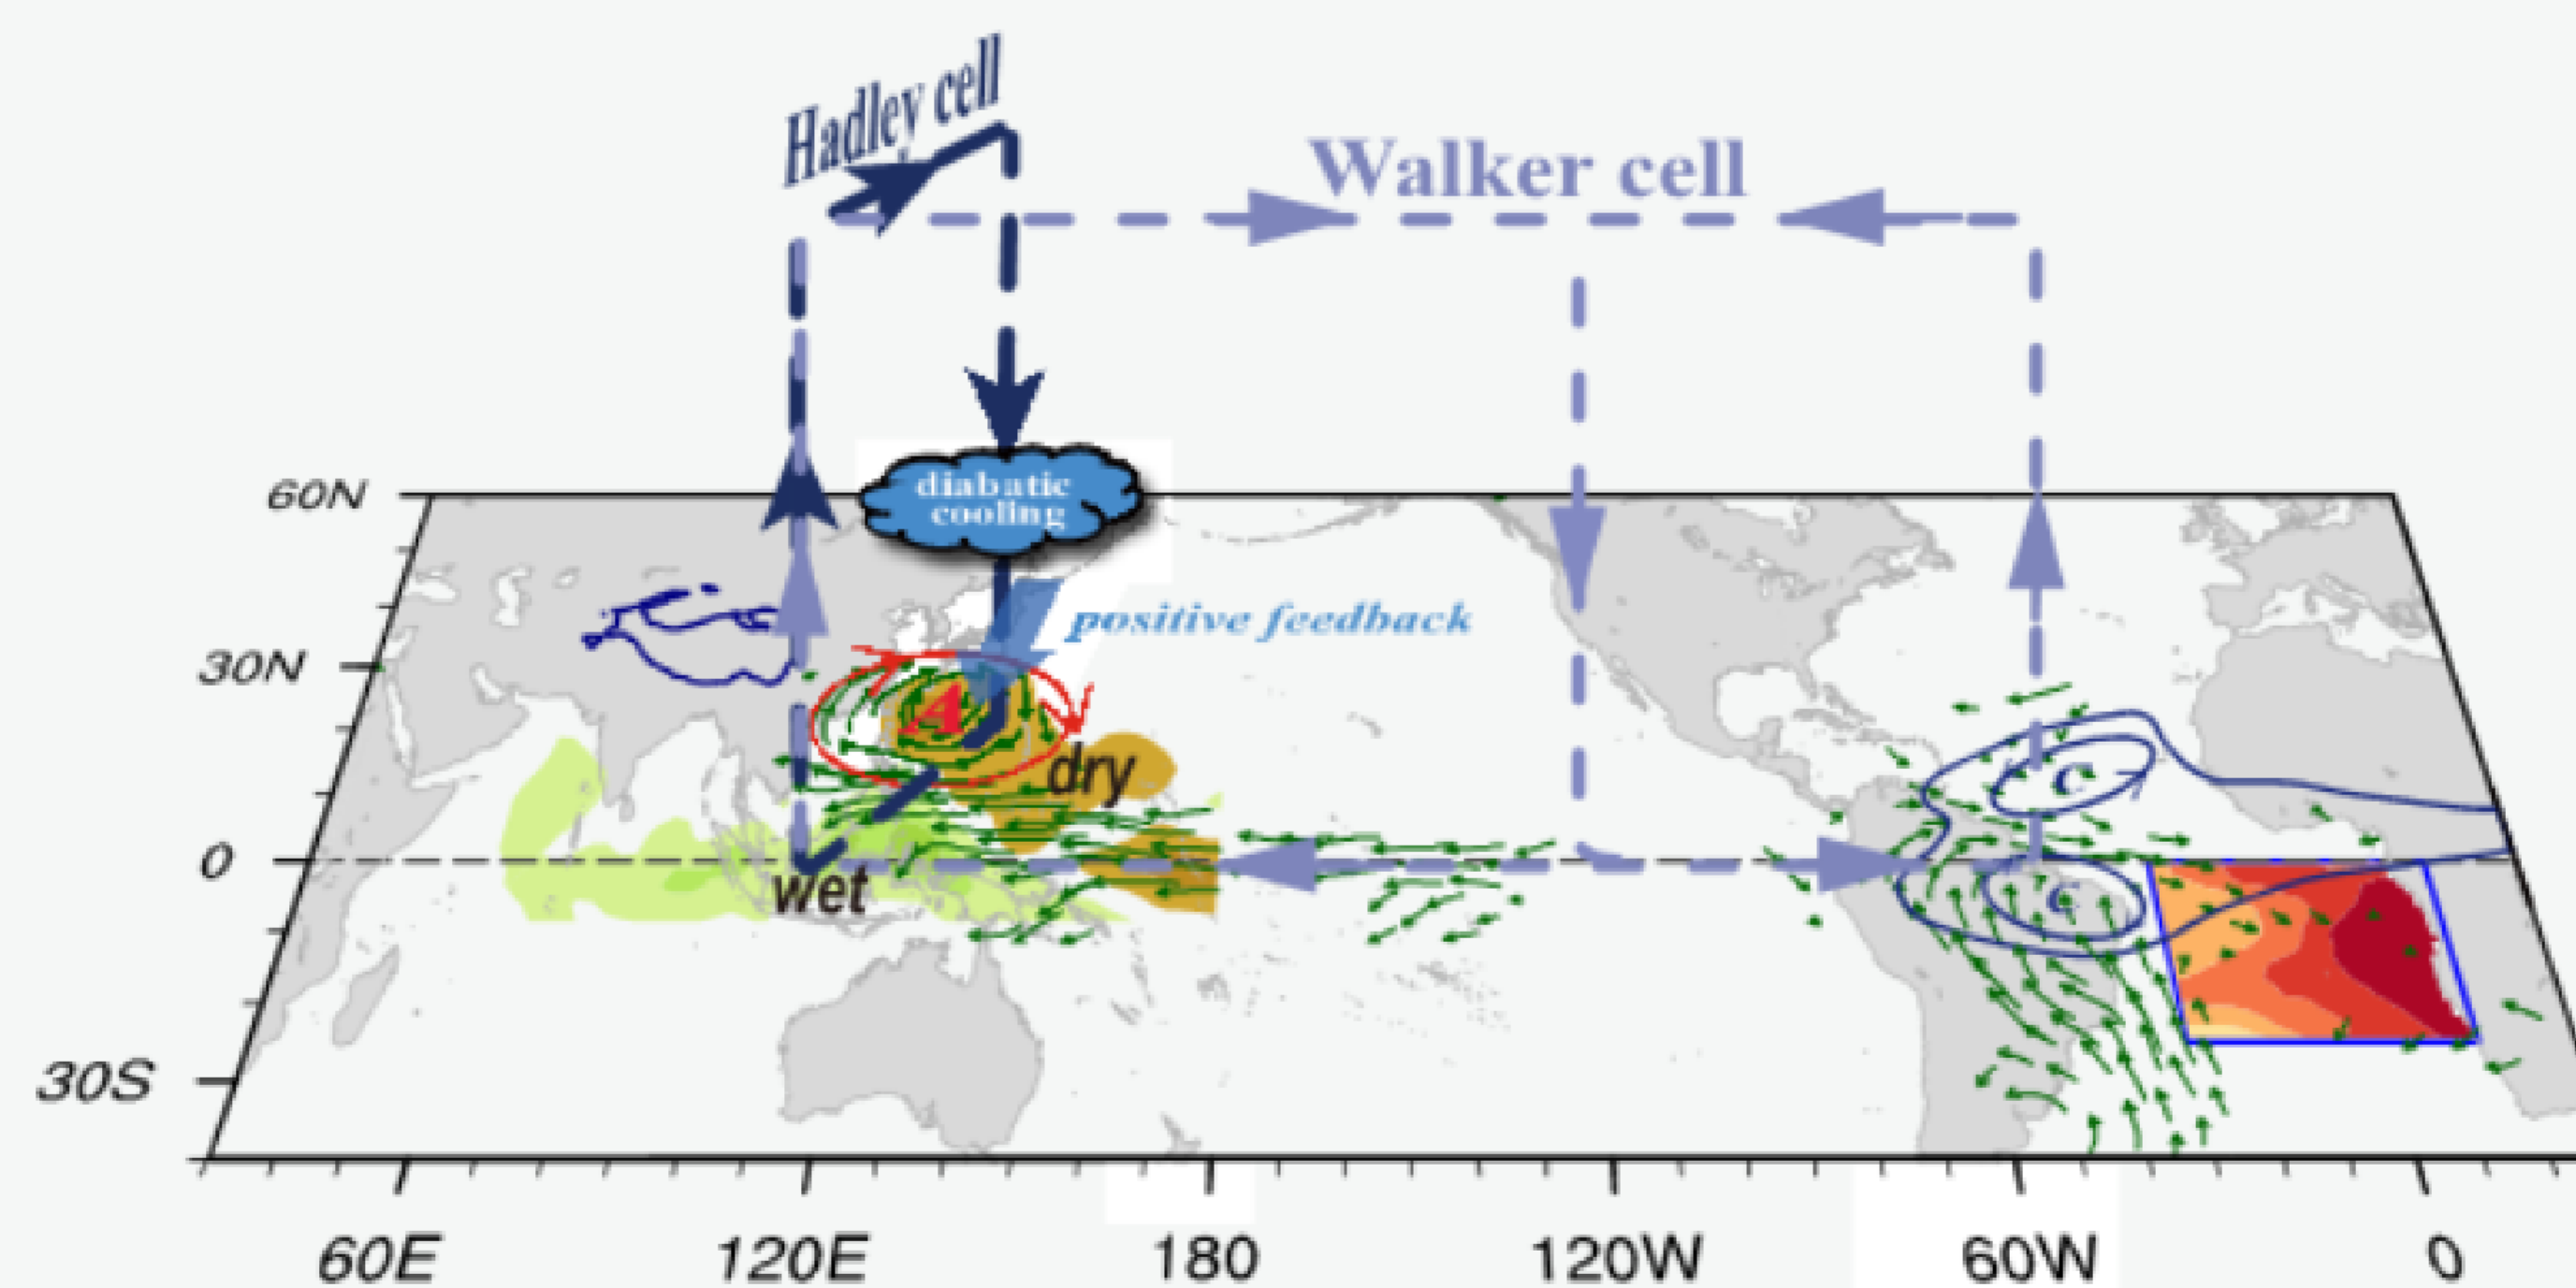 Hadley cell
Walker cell
60N
diabatic
cooling
positive feedback
30N
A
dry
C
0
wet
C
30S
60E
120E
180
120W
60W
0